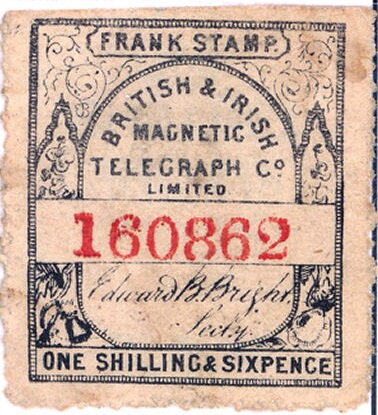 FRANK STAMP.
BRITISH & IRISH
MAGNETIC
TELEGRAPH Co.
LIMITED
160862
Edward B. Bright
Secty.
ONE SHILLING & SIXPENCE